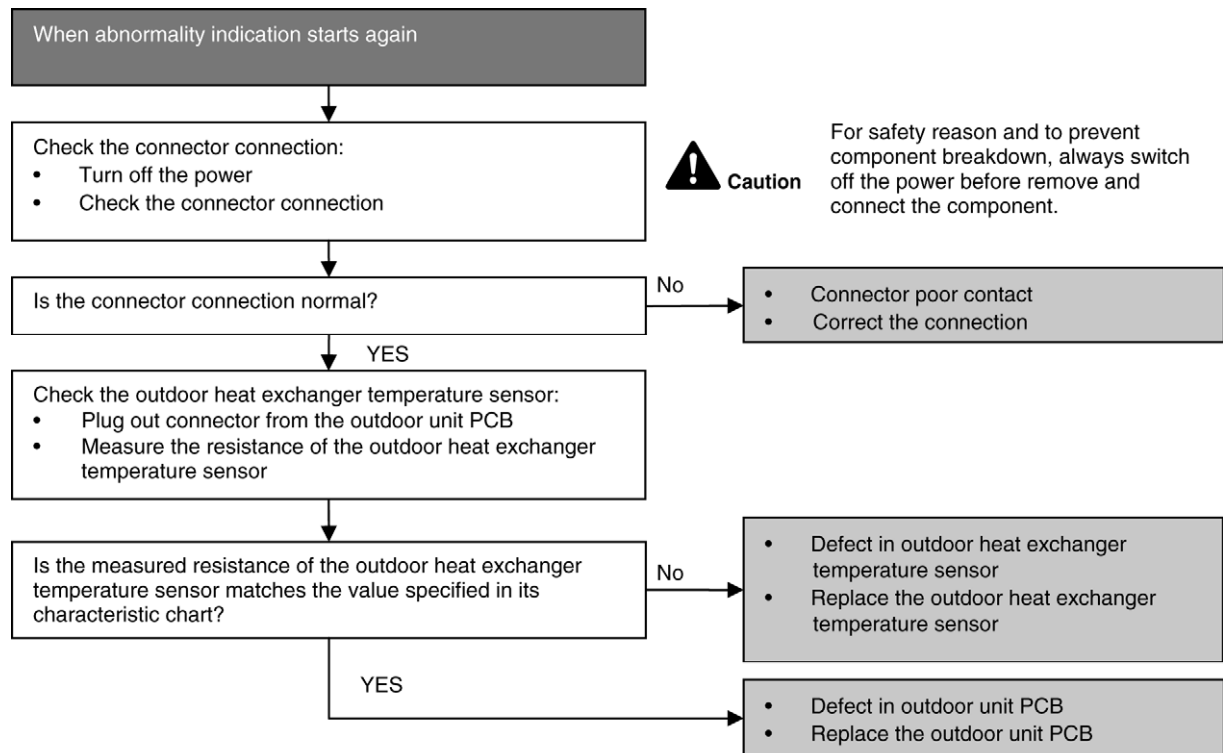 When abnormality indication starts again
Check the connector connection:
• Turn off the power
• Check the connector connection
Caution
For safety reason and to prevent
component breakdown, always switch
off the power before remove and
connect the component.
Is the connector connection normal?
No
• Connector poor contact
• Correct the connection
YES
Check the outdoor heat exchanger temperature sensor:
• Plug out connector from the outdoor unit PCB
• Measure the resistance of the outdoor heat exchanger
temperature sensor
Is the measured resistance of the outdoor heat exchanger
temperature sensor matches the value specified in its
characteristic chart?
No
• Defect in outdoor heat exchanger
temperature sensor
• Replace the outdoor heat exchanger
temperature sensor
YES
• Defect in outdoor unit PCB
• Replace the outdoor unit PCB